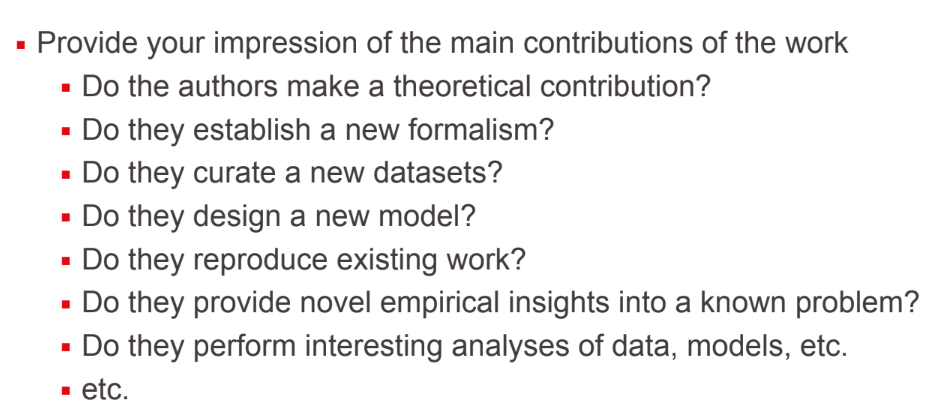 ▪ Provide your impression of the main contributions of the work
▪ Do the authors make a theoretical contribution?
▪ Do they establish a new formalism?
▪ Do they curate a new datasets?
▪ Do they design a new model?
▪ Do they reproduce existing work?
▪ Do they provide novel empirical insights into a known problem?
▪ Do they perform interesting analyses of data, models, etc.
▪ etc.